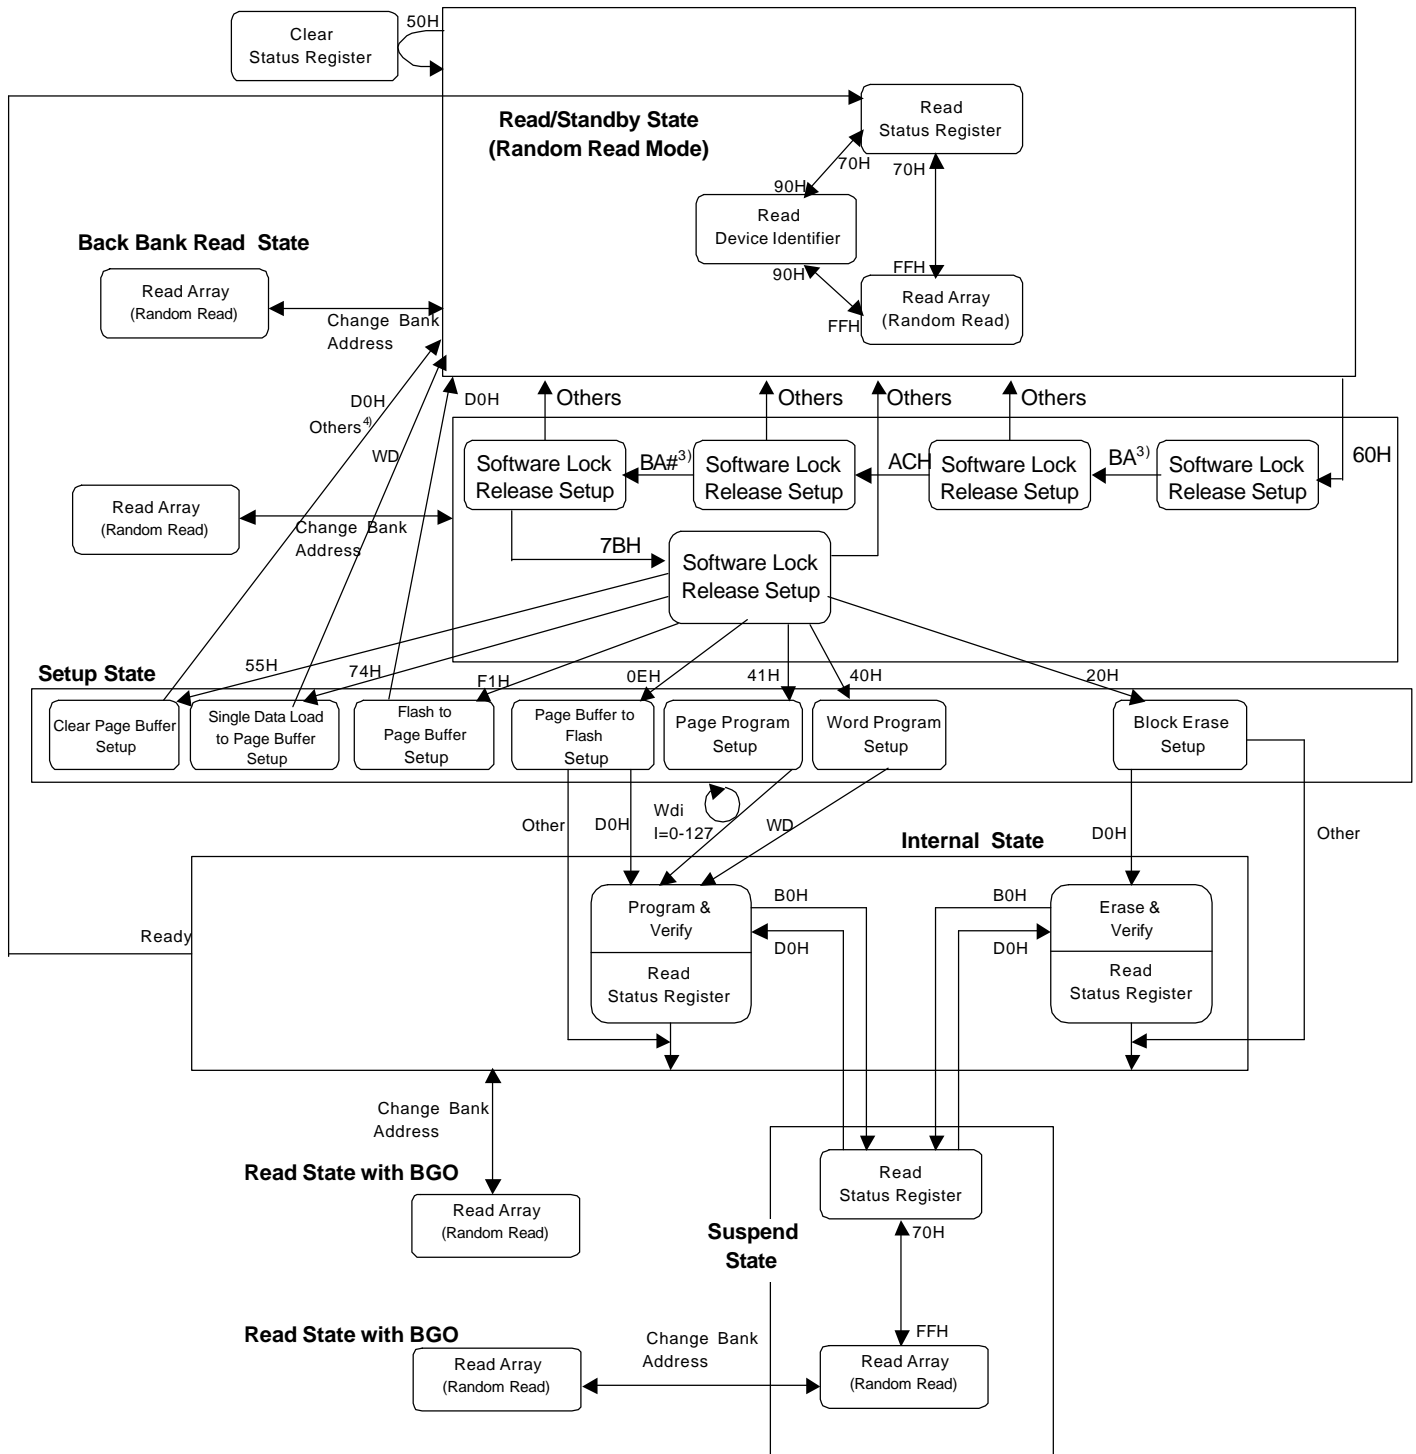 50H
Clear
Status Register
Read
Status Register
Read/Standby State
(Random Read Mode)
70H
70H
90H
Read
Device Identifier
Back Bank Read State
90H
FFH
Read Array
(Random Read)
Read Array
(Random Read)
FFH
Change Bank
Address
D0H
Others4)
D0H
Others
Others
Others
Others
WD
60H
Software Lock
Release Setup
BA#3)
Software Lock
Release Setup
ACH
Software Lock
Release Setup
BA3)
Software Lock
Release Setup
Read Array
(Random Read)
Change Bank
Address
7BH
Software Lock
Release Setup
Setup State
55H
74H
F1H
0EH
41H
40H
20H
Clear Page Buffer
Setup
Single Data Load
to Page Buffer
Setup
Flash to
Page Buffer
Setup
Page Buffer to
Flash
Setup
Page Program
Setup
Word Program
Setup
Block Erase
Setup
Other
D0H
Wdi
I=0-127
WD
Internal State
D0H
Other
Ready
Program &
Verify
Read
Status Register
B0H
D0H
B0H
D0H
Erase &
Verify
Read
Status Register
Change Bank
Address
Read State with BGO
Read Array
(Random Read)
Read
Status Register
Suspend
State
70H
FFH
Read State with BGO
Read Array
(Random Read)
Change Bank
Address
Read Array
(Random Read)